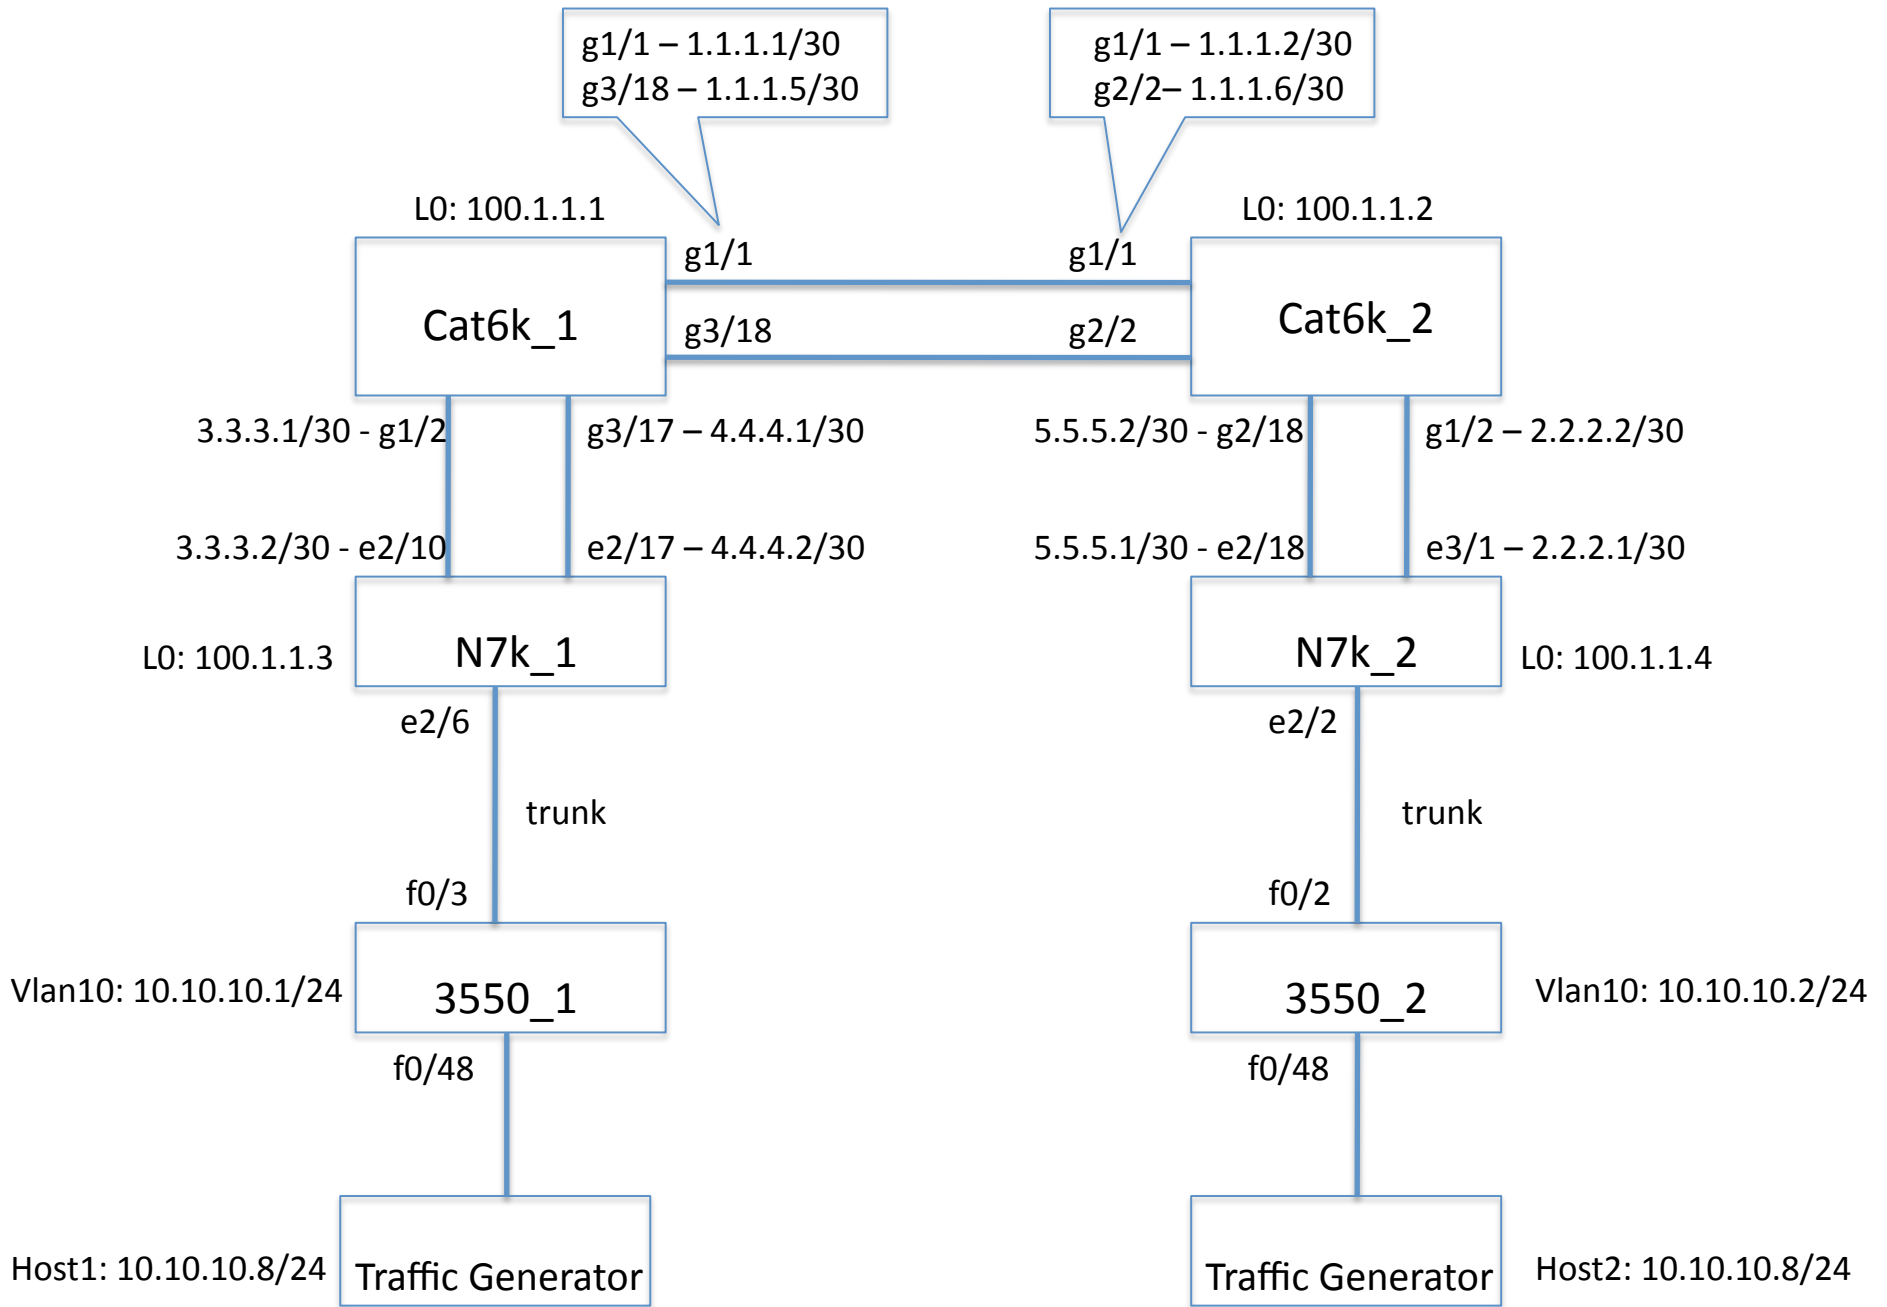 g1/1 – 1.1.1.1/30
g3/18 – 1.1.1.5/30
g1/1 – 1.1.1.2/30
g2/2– 1.1.1.6/30
L0: 100.1.1.1
L0: 100.1.1.2
g1/1
g1/1
Cat6k_1
g3/18
g2/2
Cat6k_2
3.3.3.1/30 - g1/2
g3/17 – 4.4.4.1/30
5.5.5.2/30 - g2/18
g1/2 – 2.2.2.2/30
3.3.3.2/30 - e2/10
e2/17 – 4.4.4.2/30
5.5.5.1/30 - e2/18
e3/1 – 2.2.2.1/30
L0: 100.1.1.3
N7k_1
N7k_2
L0: 100.1.1.4
e2/6
e2/2
trunk
trunk
f0/3
f0/2
Vlan10: 10.10.10.1/24
3550_1
3550_2
Vlan10: 10.10.10.2/24
f0/48
f0/48
Host1: 10.10.10.8/24
Traffic Generator
Traffic Generator
Host2: 10.10.10.8/24